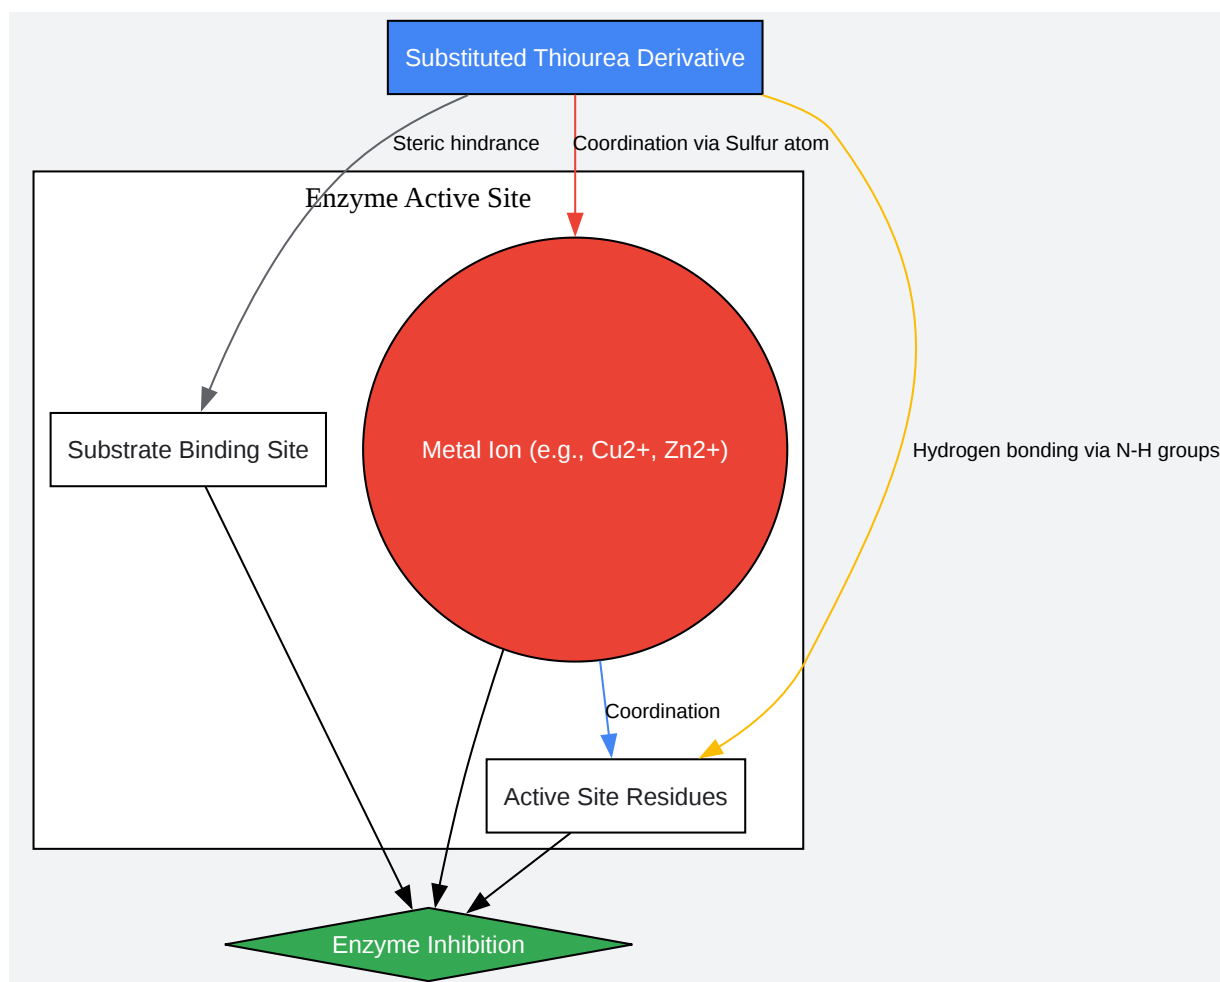 Substituted Thiourea Derivative
Steric hindrance
Coordination via Sulfur atom
Enzyme Active Site
Substrate Binding Site
Metal Ion (e.g., Cu2+, Zn2+)
Hydrogen bonding via N-H groups
Coordination
Active Site Residues
Enzyme Inhibition